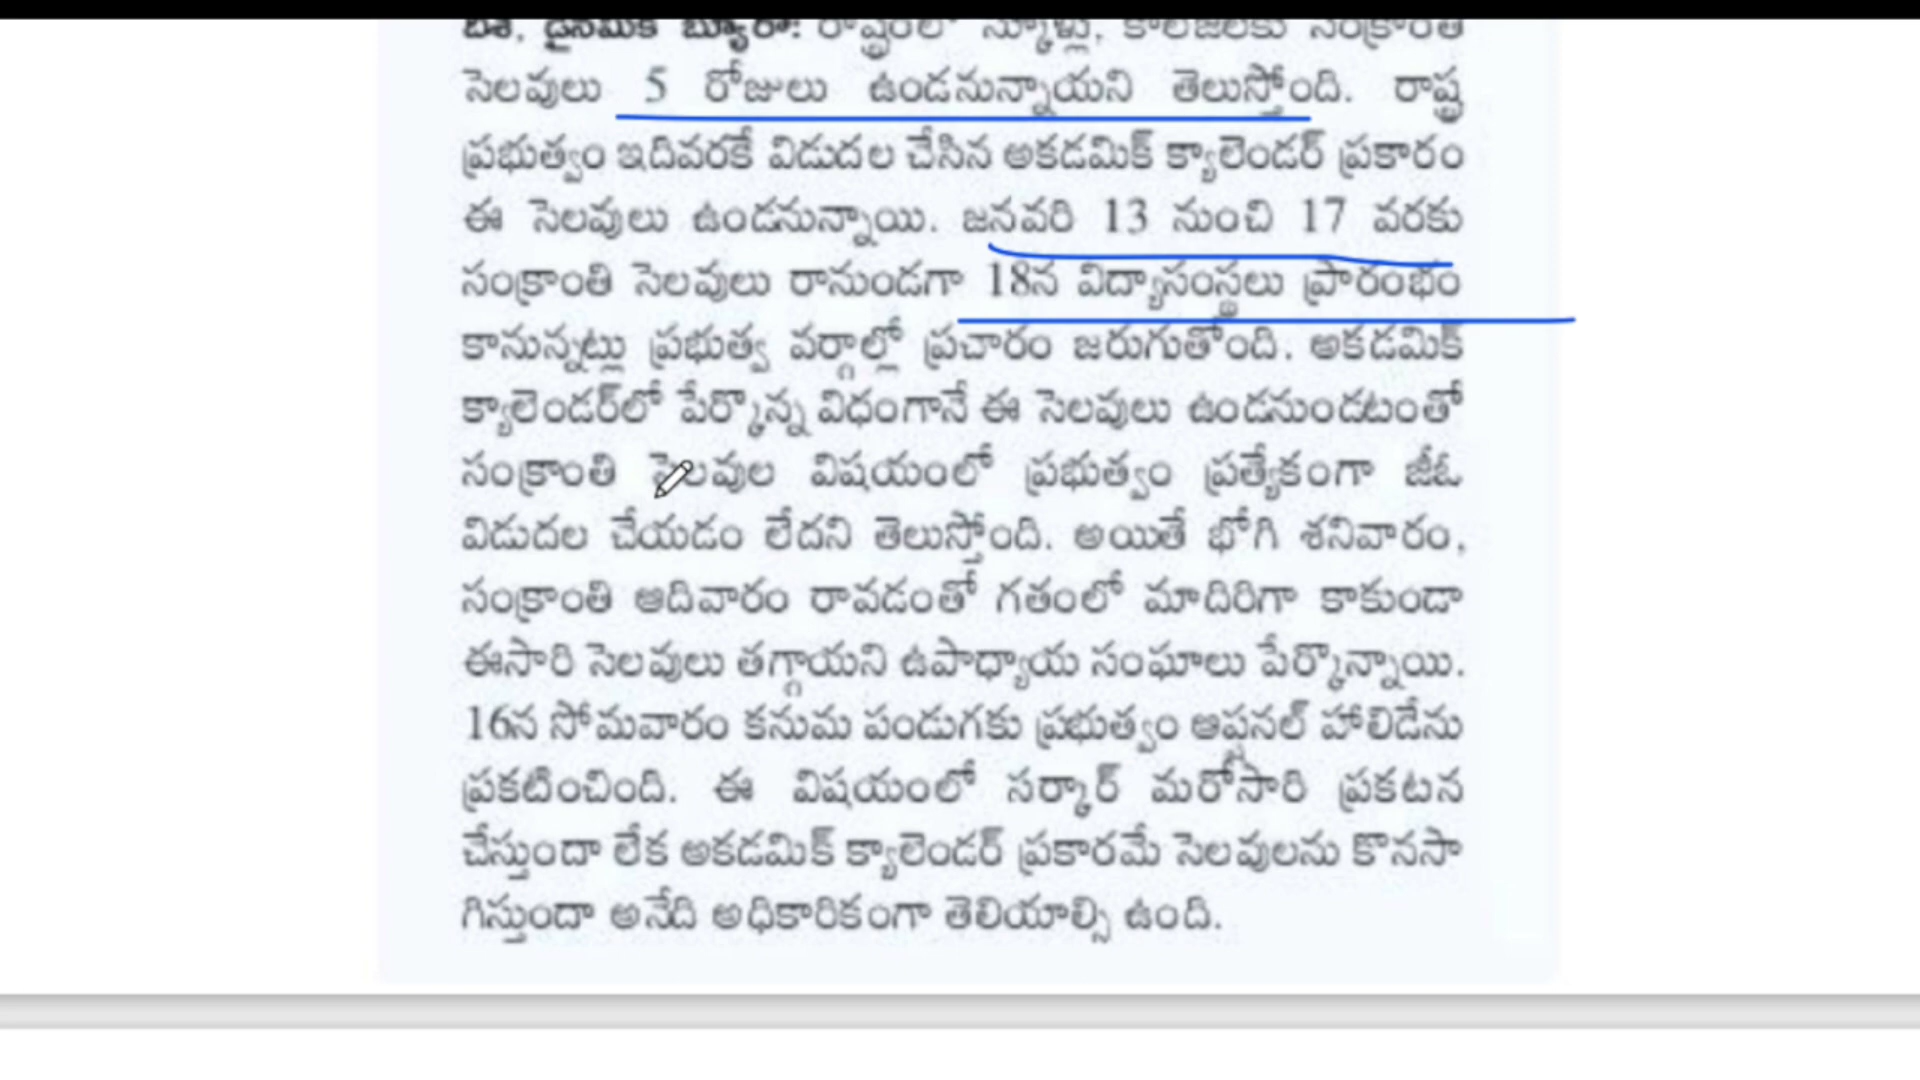 దిశ, డైనమిక్ బ్యూరో: రాష్ట్రంలో స్కూళ్లు, కాలేజీలకు సంక్రాంతి
సెలవులు 5 రోజులు ఉండనున్నాయని తెలుస్తోంది. రాష్ట్ర
ప్రభుత్వం ఇదివరకే విడుదల చేసిన అకడమిక్ క్యాలెండర్ ప్రకారం
ఈ సెలవులు ఉండనున్నాయి. జనవరి 13 నుంచి 17 వరకు
సంక్రాంతి సెలవులు రానుండగా 18న విద్యాసంస్థలు ప్రారంభం
కానున్నట్లు ప్రభుత్వ వర్గాల్లో ప్రచారం జరుగుతోంది. అకడమిక్
క్యాలెండర్‌లో పేర్కొన్న విధంగానే ఈ సెలవులు ఉండనుండటంతో
సంక్రాంతి సెలవుల విషయంలో ప్రభుత్వం ప్రత్యేకంగా జీఓ
విడుదల చేయడం లేదని తెలుస్తోంది. అయితే భోగి శనివారం,
సంక్రాంతి ఆదివారం రావడంతో గతంలో మాదిరిగా కాకుండా
ఈసారి సెలవులు తగ్గాయని ఉపాధ్యాయ సంఘాలు పేర్కొన్నాయి.
16న సోమవారం కనుమ పండుగకు ప్రభుత్వం ఆప్షనల్ హాలిడేను
ప్రకటించింది. ఈ విషయంలో సర్కార్ మరోసారి ప్రకటన
చేస్తుందా లేక అకడమిక్ క్యాలెండర్ ప్రకారమే సెలవులను కొనసా
గిస్తుందా అనేది అధికారికంగా తెలియాల్సి ఉంది.